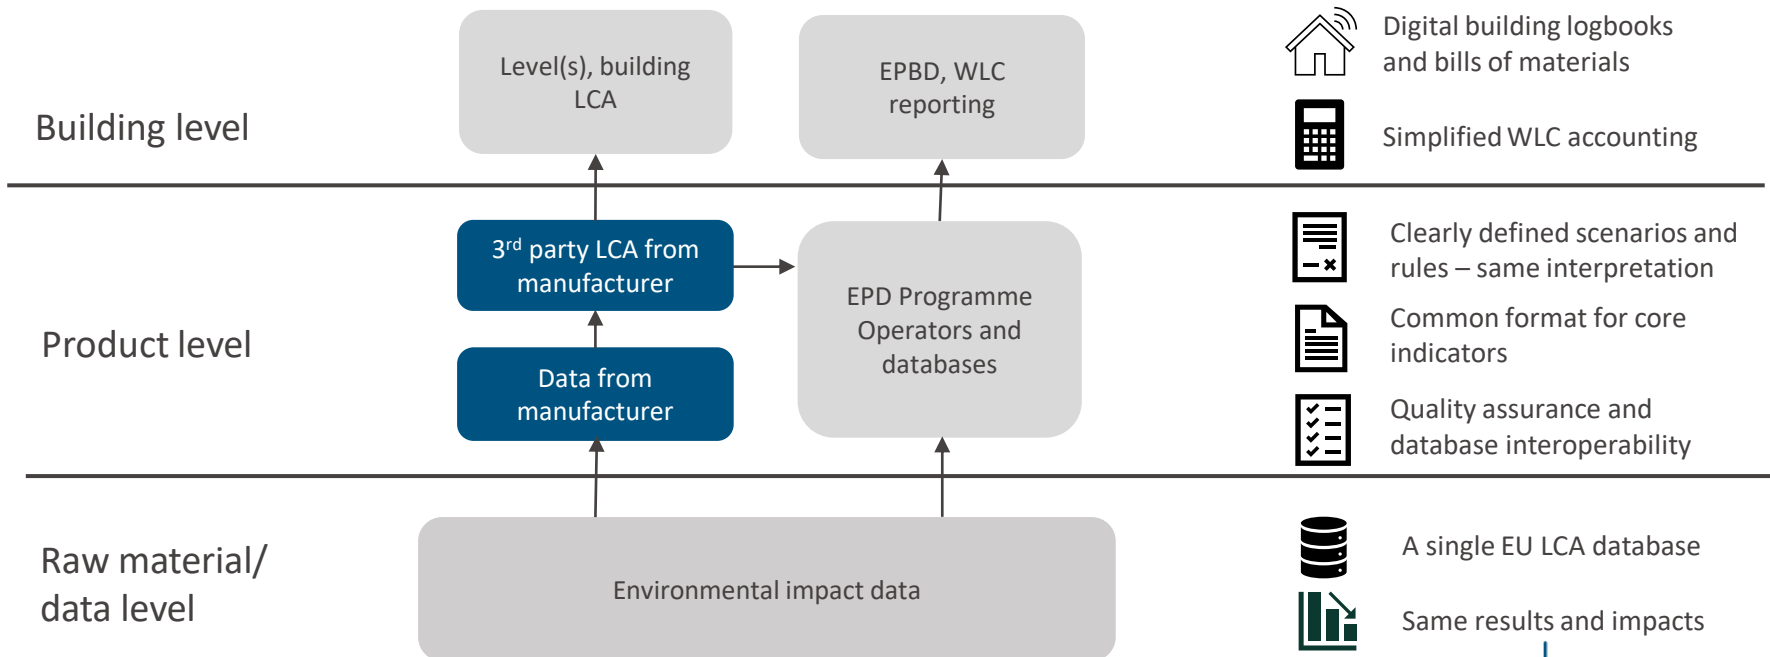 Building level
Level(s), building
LCA
EPBD, WLC
reporting
Digital building logbooks
and bills of materials
Simplified WLC accounting
Product level
3rd party LCA from
manufacturer
Data from
manufacturer
EPD Programme
Operators and
databases
Clearly defined scenarios and
rules – same interpretation
Common format for core
indicators
Quality assurance and
database interoperability
Raw material/
data level
Environmental impact data
A single EU LCA database
Same results and impacts